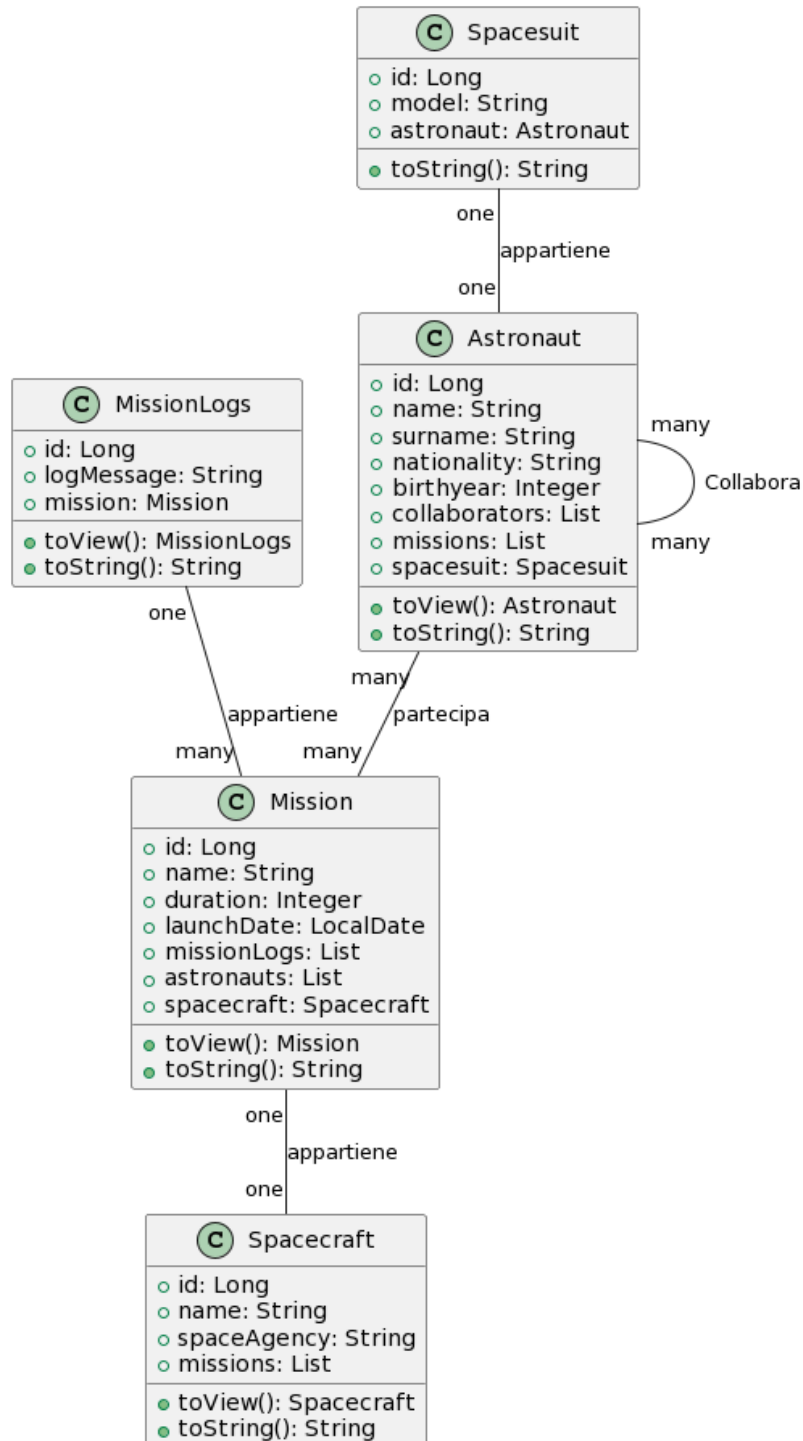 C Spacesuit
id: Long
model: String
astronaut: Astronaut
toString(): String
one
appartiene
one
C Astronaut
id: Long
name: String
surname: String
nationality: String
birthyear: Integer
collaborators: List
missions: List
spacesuit: Spacesuit
toView(): Astronaut
toString(): String
many
Collabora
many
C MissionLogs
id: Long
logMessage: String
mission: Mission
toView(): MissionLogs
toString(): String
one
appartiene
many
many
partecipa
many
C Mission
id: Long
name: String
duration: Integer
launchDate: LocalDate
missionLogs: List
astronauts: List
spacecraft: Spacecraft
toView(): Mission
toString(): String
one
appartiene
one
C Spacecraft
id: Long
name: String
spaceAgency: String
missions: List
toView(): Spacecraft
toString(): String